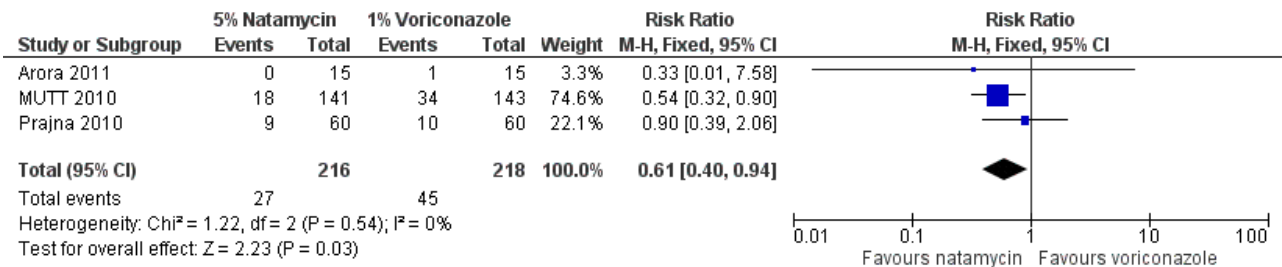 5% Natamycin 1% Voriconazole Risk Ratio Risk Ratio
Study or Subgroup Events Total Events Total Weight M-H, Fixed, 95% CI M-H, Fixed, 95% CI
Arora 2011 0 15 1 15 3.3% 0.33 [0.01, 7.58]
MUTT 2010 18 141 34 143 74.6% 0.54 [0.32, 0.90]
Prajna 2010 9 60 10 60 22.1% 0.90 [0.39, 2.06]
Total (95% CI) 216 218 100.0% 0.61 [0.40, 0.94]
Total events 27 45
Heterogeneity: Chi² = 1.22, df = 2 (P = 0.54); I² = 0%
Test for overall effect: Z = 2.23 (P = 0.03)
0.01 0.1 1 10 100
Favours natamycin Favours voriconazole